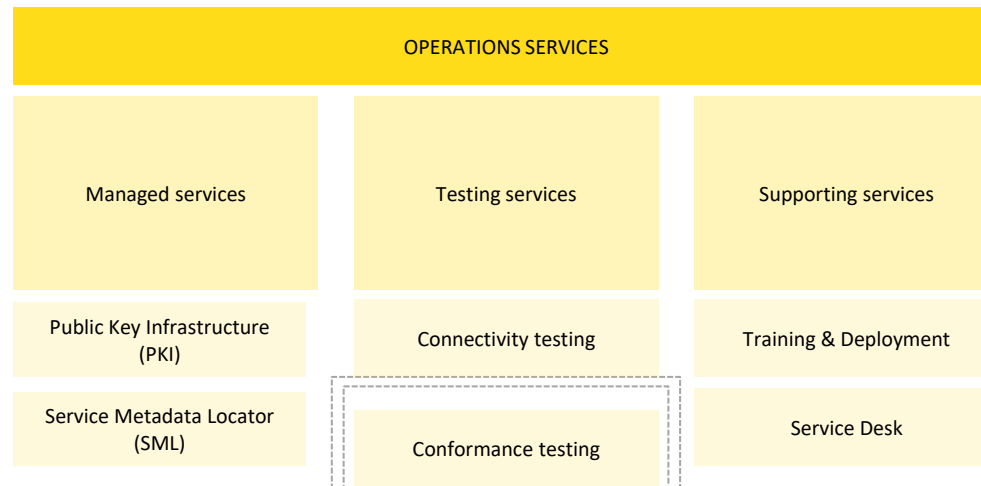 OPERATIONS SERVICES
Managed services
Testing services
Supporting services
Public Key Infrastructure
(PKI)
Connectivity testing
Training & Deployment
Service Metadata Locator
(SML)
Conformance testing
Service Desk